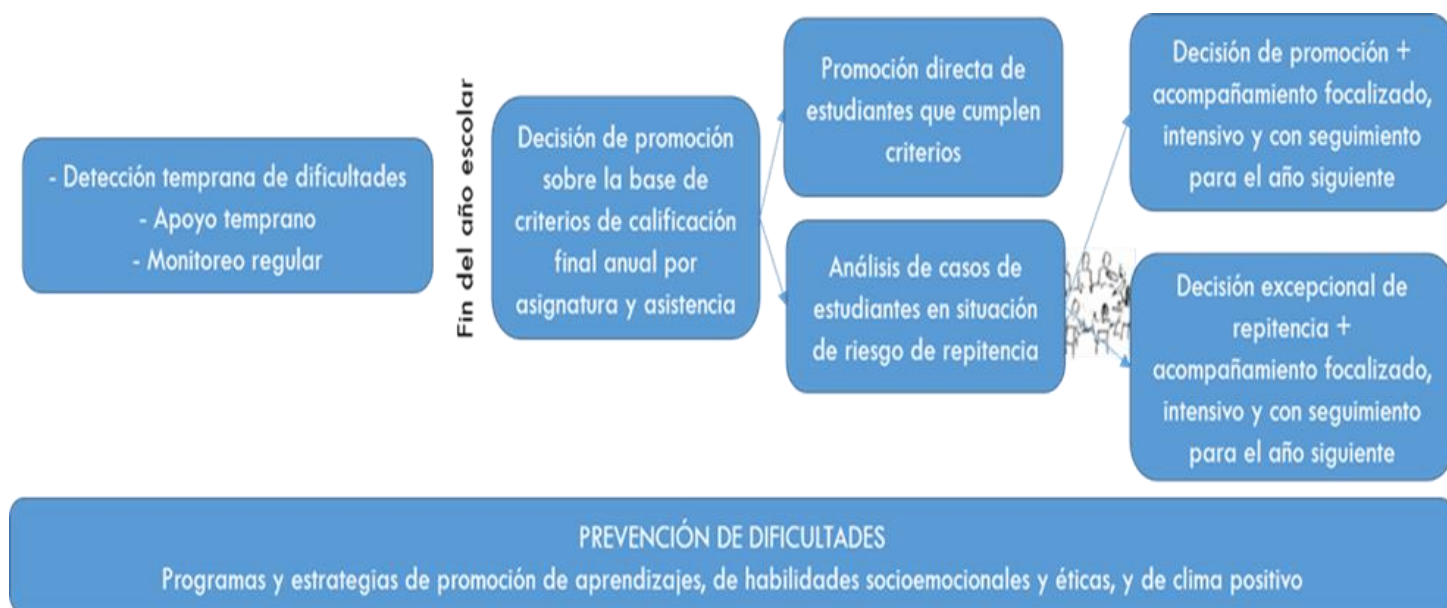 - Detección temprana de dificultades
- Apoyo temprano
- Monitoreo regular
Fin del año escolar
Decisión de promoción
sobre la base de
criterios de calificación
final anual por
asignatura y asistencia
Promoción directa de
estudiantes que cumplen
criterios
Análisis de casos de
estudiantes en situación
de riesgo de repitencia
Decisión de promoción +
acompañamiento focalizado,
intensivo y con seguimiento
para el año siguiente
Decisión excepcional de
repitencia +
acompañamiento focalizado,
intensivo y con seguimiento
para el año siguiente
PREVENCIÓN DE DIFICULTADES
Programas y estrategias de promoción de aprendizajes, de habilidades socioemocionales y éticas, y de clima positivo